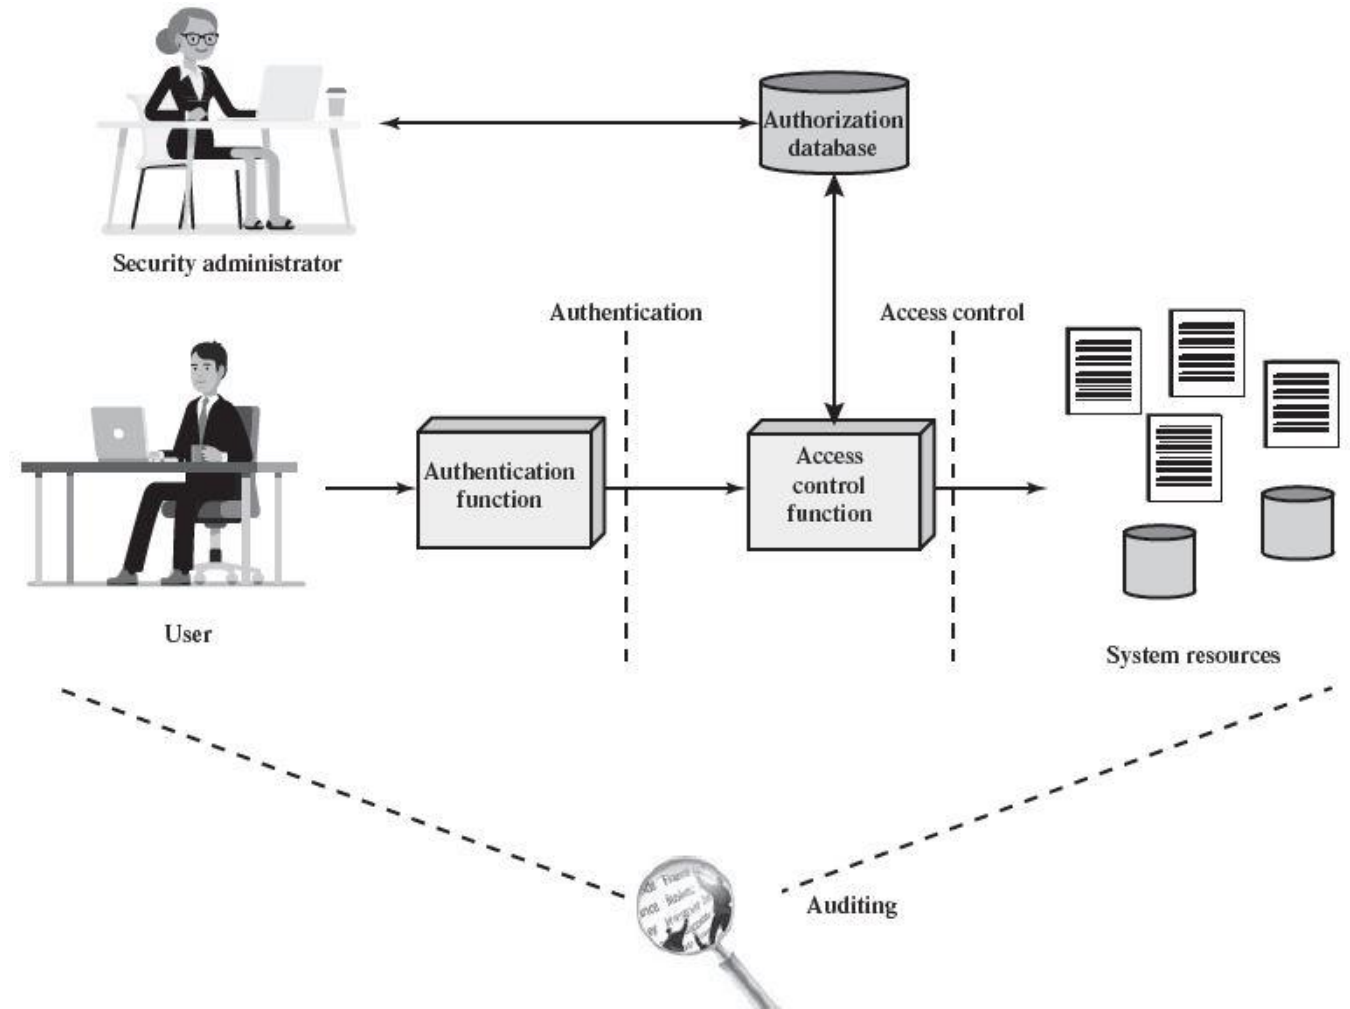 Authorization
database
Security administrator
Authentication
Access control
Authentication
function
Access
control
function
User
System resources
Auditing